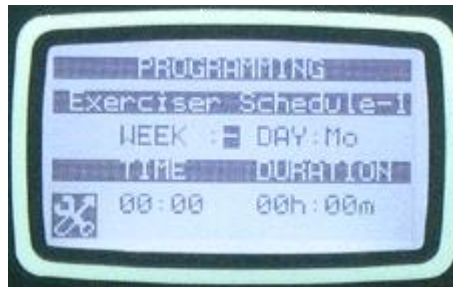 PROGRAMMING
Exerciser Schedule-1
WEEK :- DAY:Mo
TIME DURATION
00:00 00h:00m